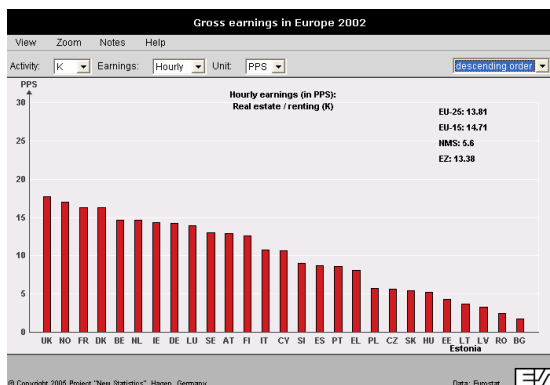 Gross earnings in Europe 2002
View Zoom Notes Help
Activity: K Earnings: Hourly Unit: PPS descending order
PPS
Hourly earnings (in PPS):
Real estate / renting (K)
EU-25: 13.81
EU-15: 14.71
NMS: 5.6
EZ: 13.38
30
25
20
15
10
5
0
UK NO FR DK BE NL IE DE LU SE AT FI IT CY SI ES PT EL PL CZ SK HU EE LT LV RO BG
Estonia
© Copyright 2005 Project "New Statistics", Hagen, Germany Data: Eurostat